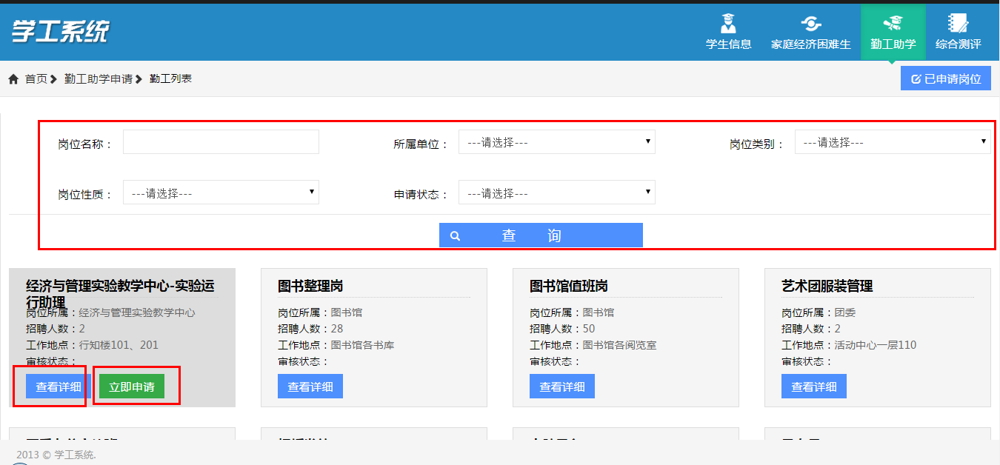 学工系统
学生信息
家庭经济困难生
勤工助学
综合测评
首页 勤工助学申请 勤工列表
已申请岗位
岗位名称：
所属单位： ---请选择---
岗位类别： ---请选择---
岗位性质： ---请选择---
申请状态： ---请选择---
查 询
经济与管理实验教学中心-实验运
行助理
岗位所属：经济与管理实验教学中心
招聘人数：2
工作地点：行知楼101、201
审核状态：
查看详细 立即申请
图书整理岗
岗位所属：图书馆
招聘人数：28
工作地点：图书馆各书库
审核状态：
查看详细
图书馆值班岗
岗位所属：图书馆
招聘人数：50
工作地点：图书馆各阅览室
审核状态：
查看详细
艺术团服装管理
岗位所属：团委
招聘人数：2
工作地点：活动中心一层110
审核状态：
查看详细
2013 © 学工系统.